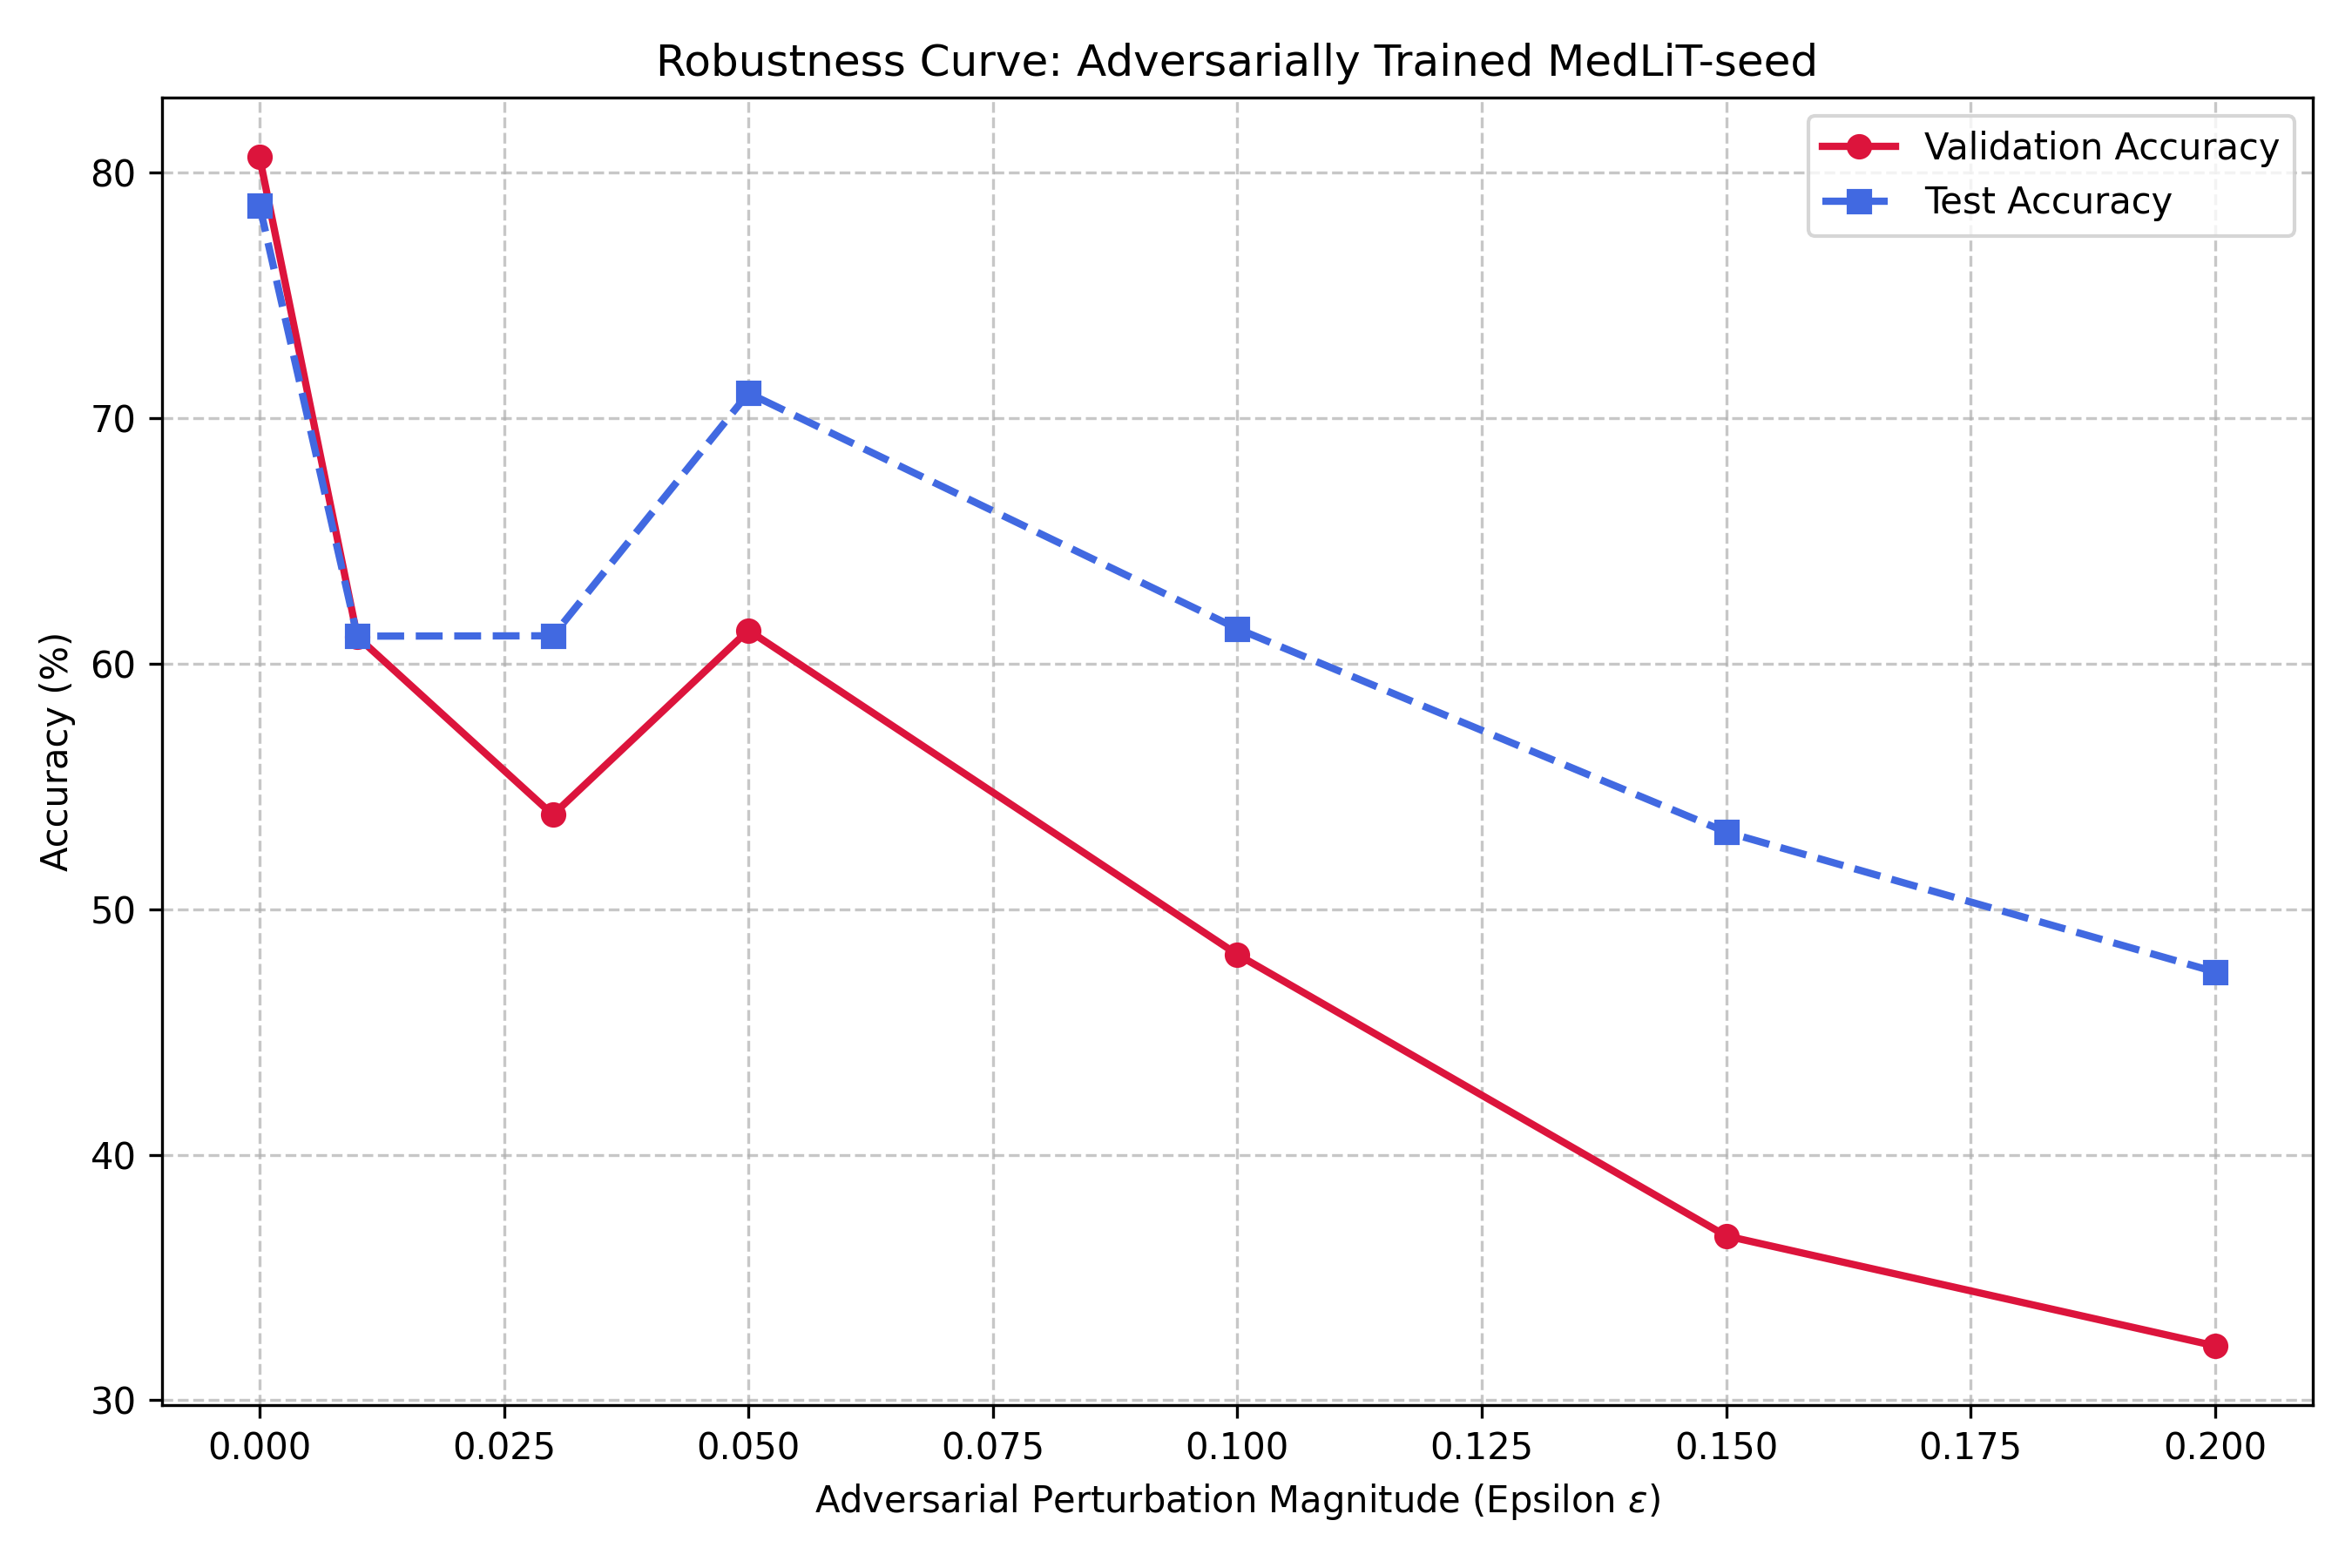 Robustness Curve: Adversarially Trained MedLiT-seed
Validation Accuracy
Test Accuracy
Accuracy (%)
80
70
60
50
40
30
0.000 0.025 0.050 0.075 0.100 0.125 0.150 0.175 0.200
Adversarial Perturbation Magnitude (Epsilon ε)